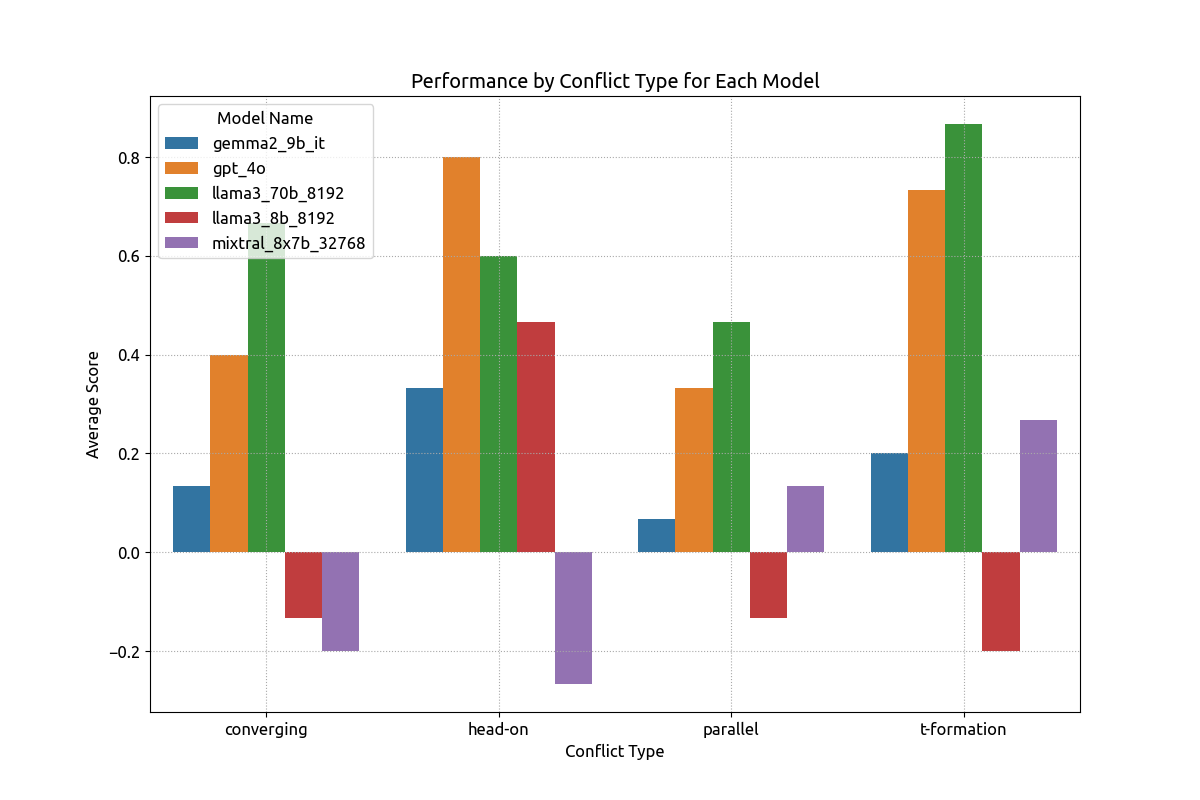 Performance by Conflict Type for Each Model
Model Name
gemma2_9b_it
gpt_4o
llama3_70b_8192
llama3_8b_8192
mixtral_8x7b_32768
Average Score
0.8
0.6
0.4
0.2
0.0
−0.2
converging head-on parallel t-formation
Conflict Type